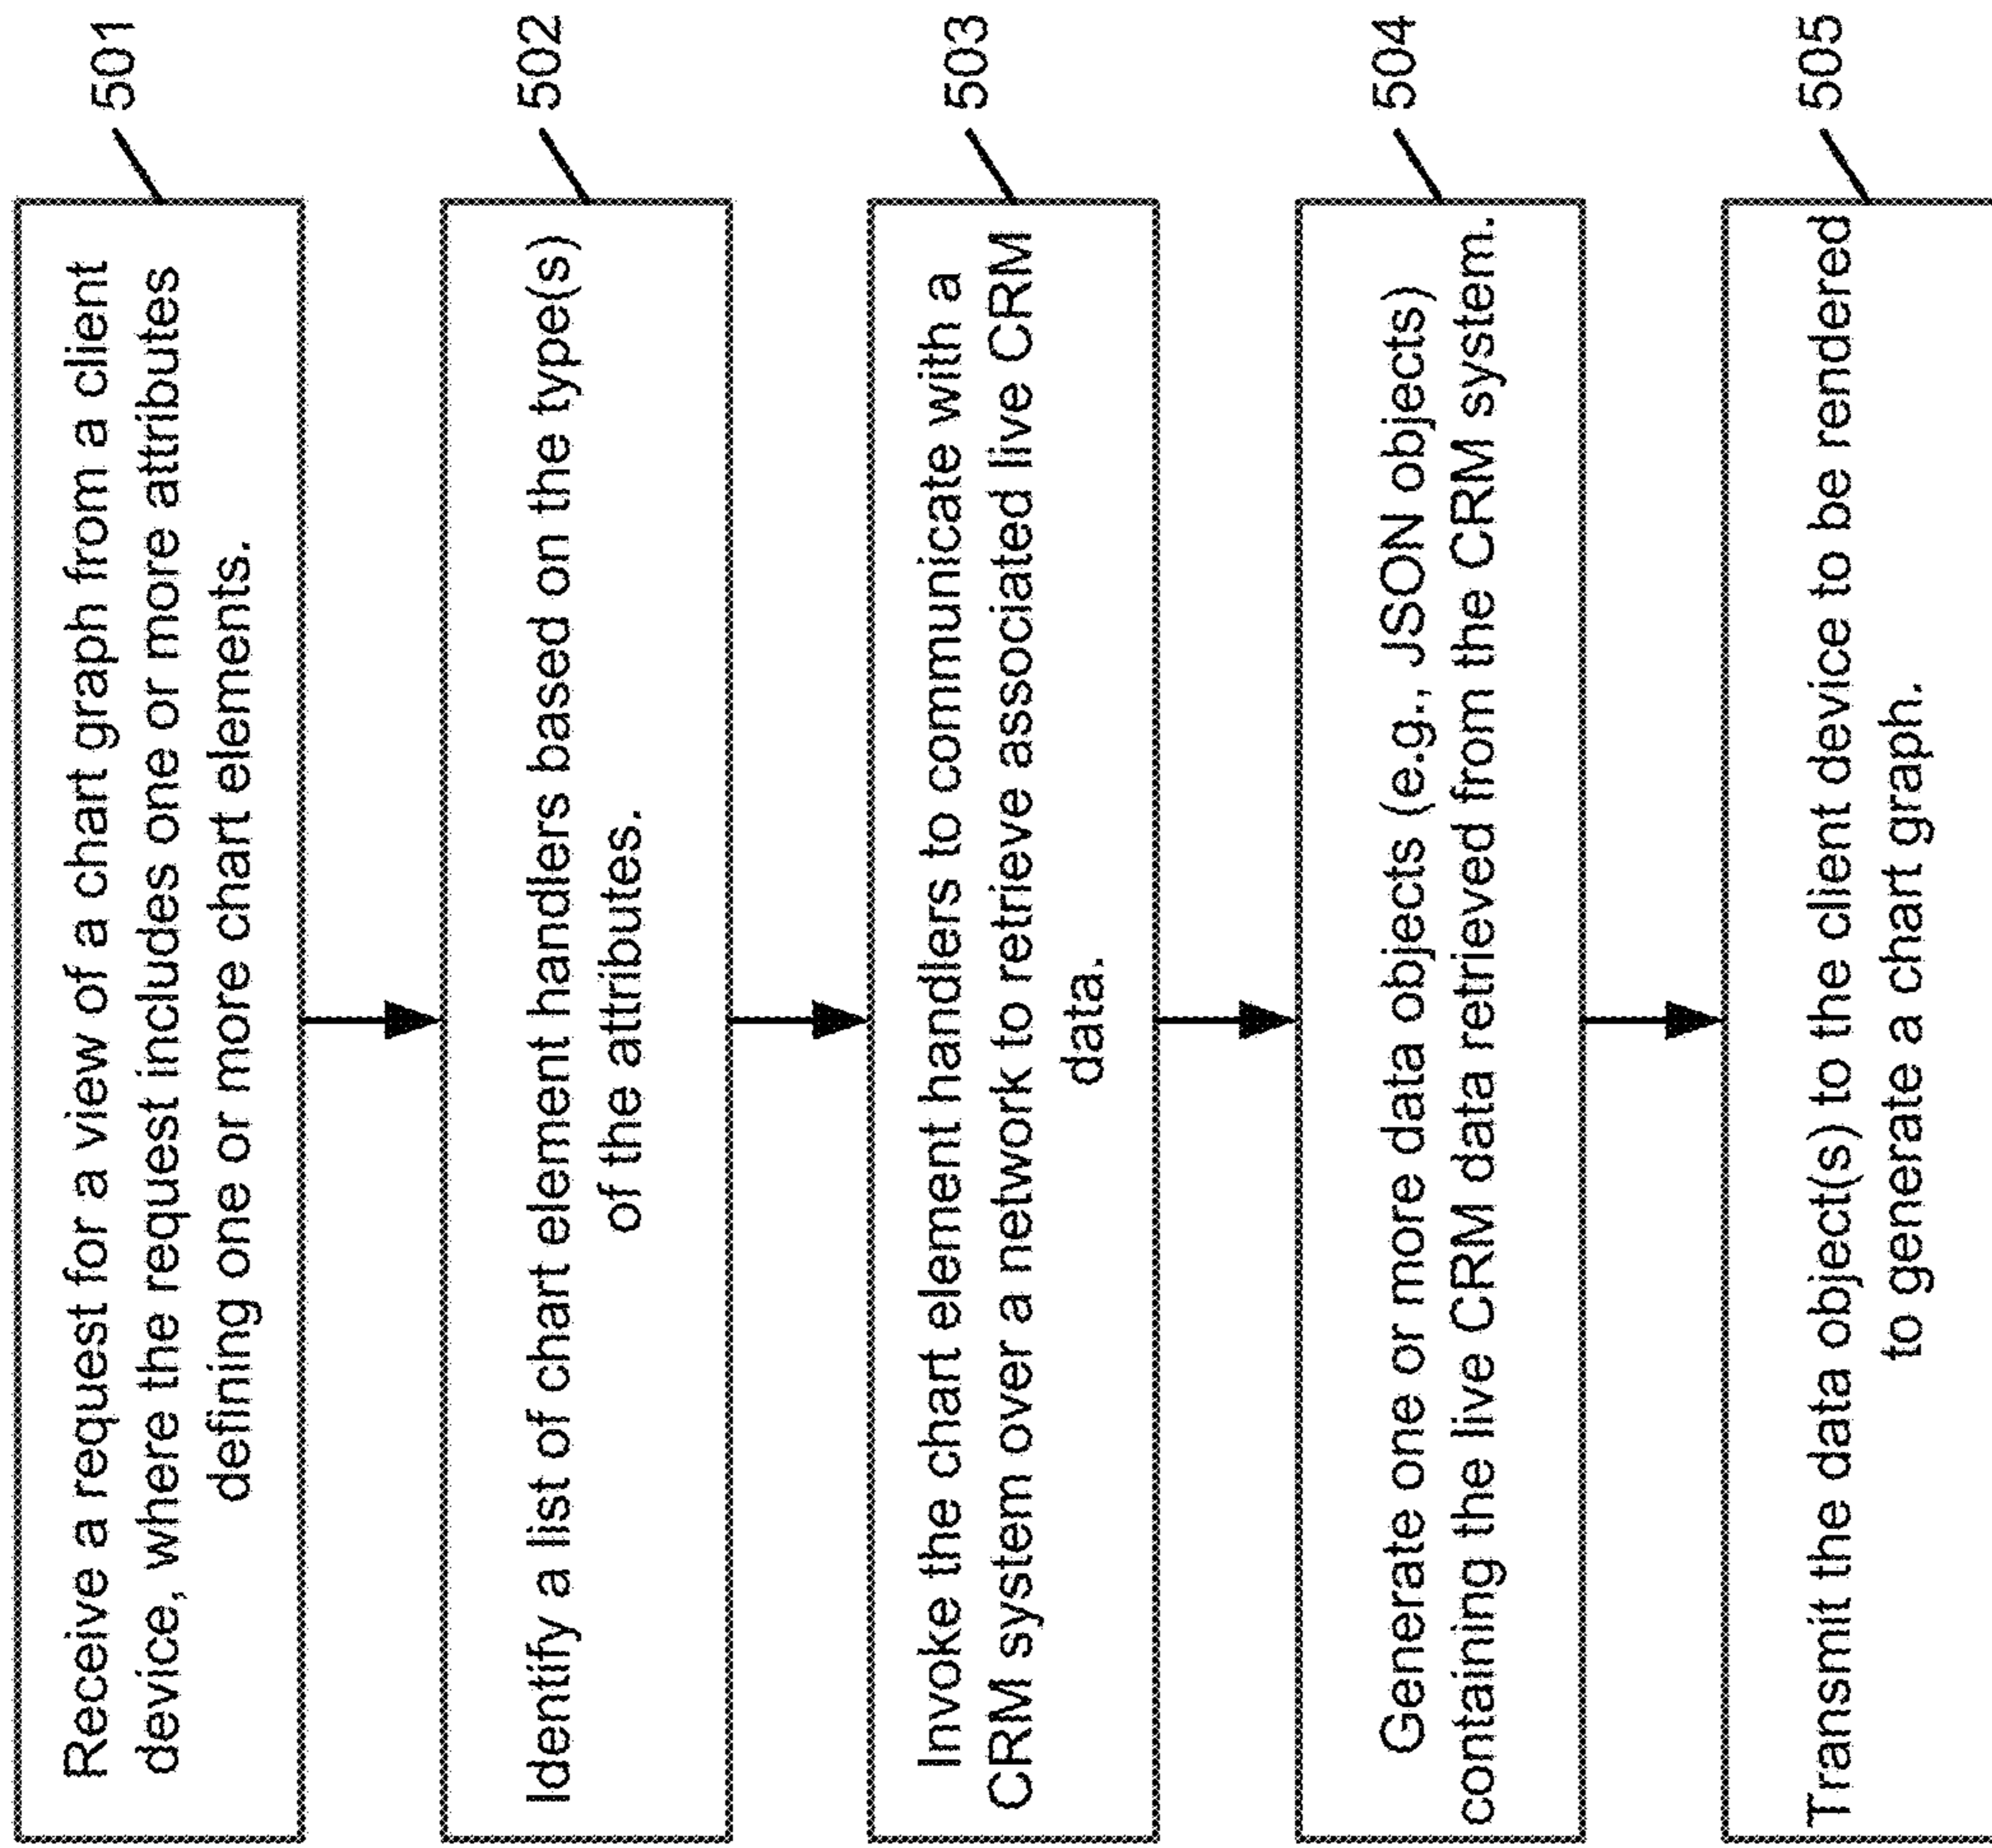 Receive a request for a view of a chart graph from a client
device, where the request includes one or more attributes
defining one or more chart elements.
501
Identify a list of chart element handlers based on the type(s)
of the attributes.
502
Invoke the chart element handlers to communicate with a
CRM system over a network to retrieve associated live CRM
data.
503
Generate one or more data objects (e.g., JSON objects)
containing the live CRM data retrieved from the CRM system.
504
Transmit the data object(s) to the client device to be rendered
to generate a chart graph.
505